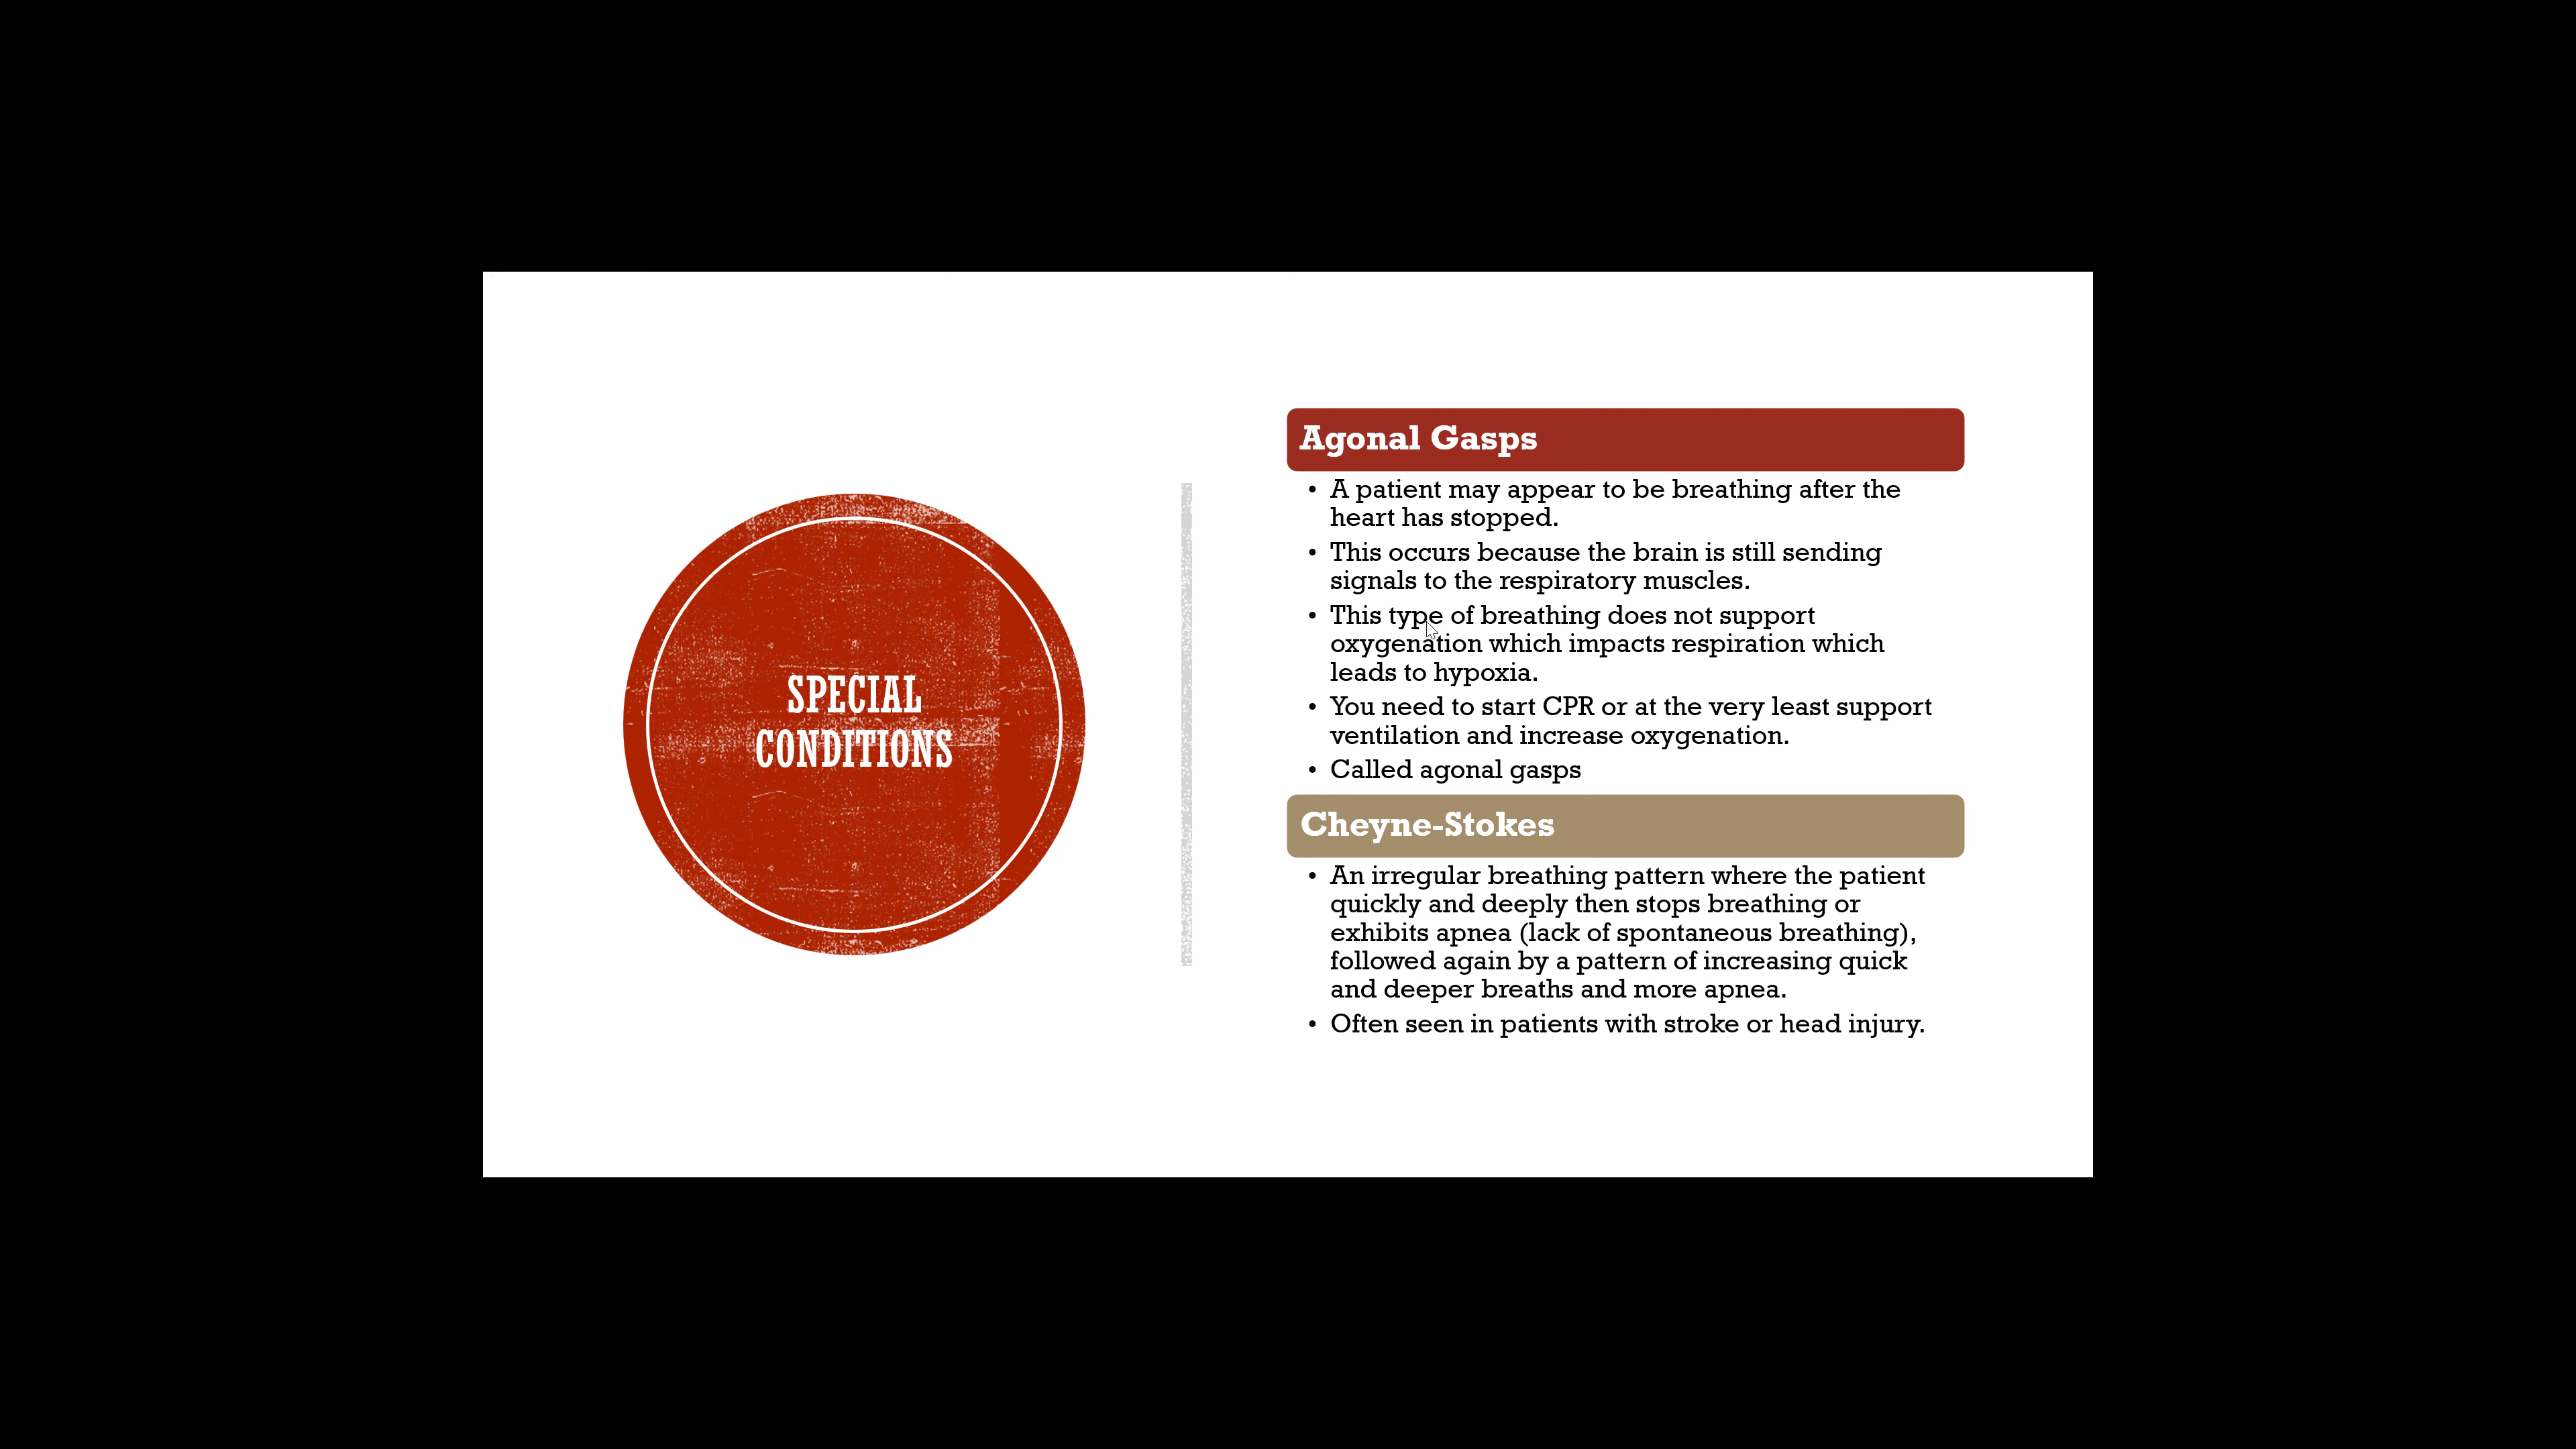 SPECIAL
CONDITIONS
Agonal Gasps
• A patient may appear to be breathing after the
heart has stopped.
• This occurs because the brain is still sending
signals to the respiratory muscles.
• This type of breathing does not support
oxygenation which impacts respiration which
leads to hypoxia.
• You need to start CPR or at the very least support
ventilation and increase oxygenation.
• Called agonal gasps
Cheyne-Stokes
• An irregular breathing pattern where the patient
quickly and deeply then stops breathing or
exhibits apnea (lack of spontaneous breathing),
followed again by a pattern of increasing quick
and deeper breaths and more apnea.
• Often seen in patients with stroke or head injury.